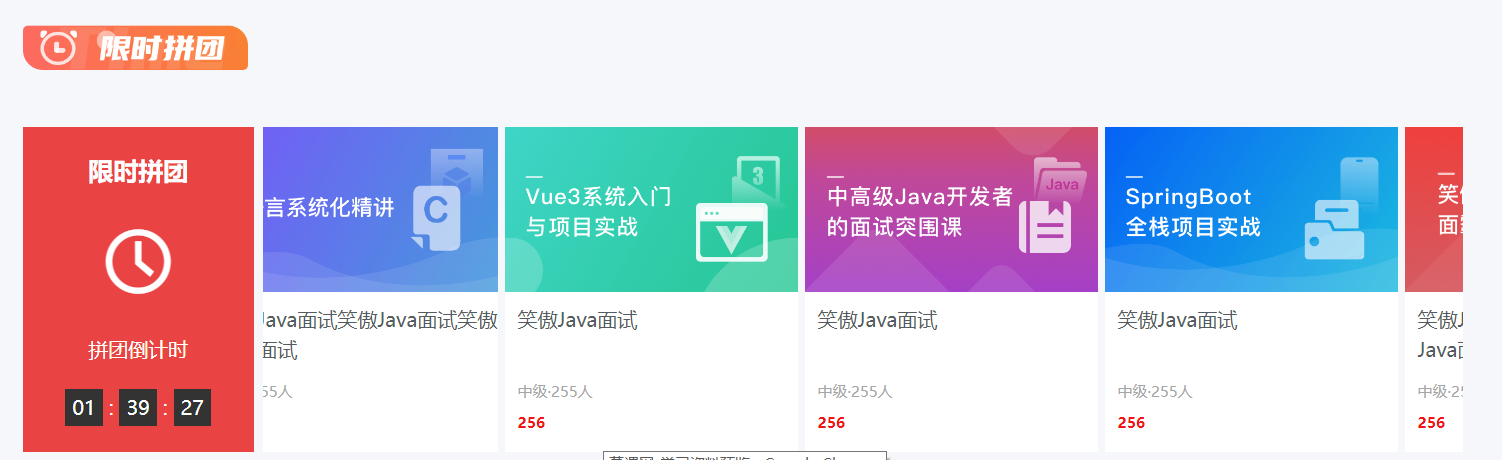 限时拼团
限时拼团
拼团倒计时
01 : 39 : 27
言系统化精讲
C
Java面试笑傲Java面试笑傲
面试
55人
Vue3系统入门
与项目实战
3
笑傲Java面试
中级·255人
256
中高级Java开发者
的面试突围课
Java
笑傲Java面试
中级·255人
256
SpringBoot
全栈项目实战
笑傲Java面试
中级·255人
256
笑
面
笑傲J
Java面
中级·25
256